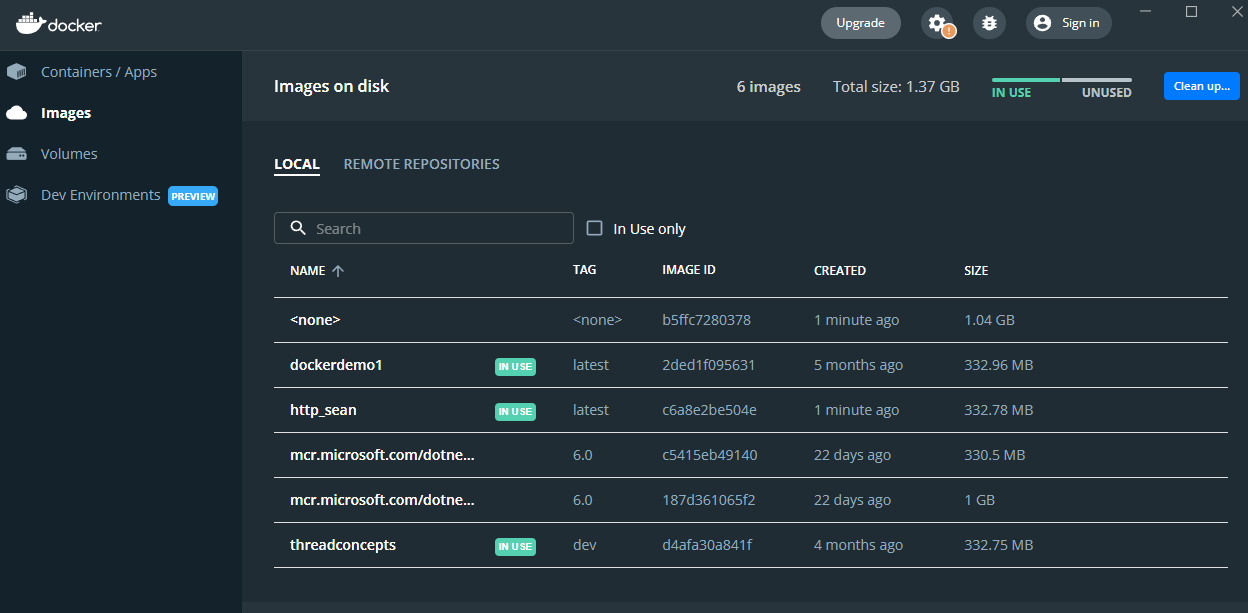 docker
Upgrade
Sign in
Containers / Apps
Images
Volumes
Dev Environments PREVIEW
Images on disk
6 images
Total size: 1.37 GB
IN USE UNUSED
Clean up...
LOCAL REMOTE REPOSITORIES
Search
In Use only
NAME TAG IMAGE ID CREATED SIZE
<none> <none> b5ffc7280378 1 minute ago 1.04 GB
dockerdemo1 IN USE latest 2ded1f095631 5 months ago 332.96 MB
http_sean IN USE latest c6a8e2be504e 1 minute ago 332.78 MB
mcr.microsoft.com/dotne... 6.0 c5415eb49140 22 days ago 330.5 MB
mcr.microsoft.com/dotne... 6.0 187d361065f2 22 days ago 1 GB
threadconcepts IN USE dev d4afa30a841f 4 months ago 332.75 MB